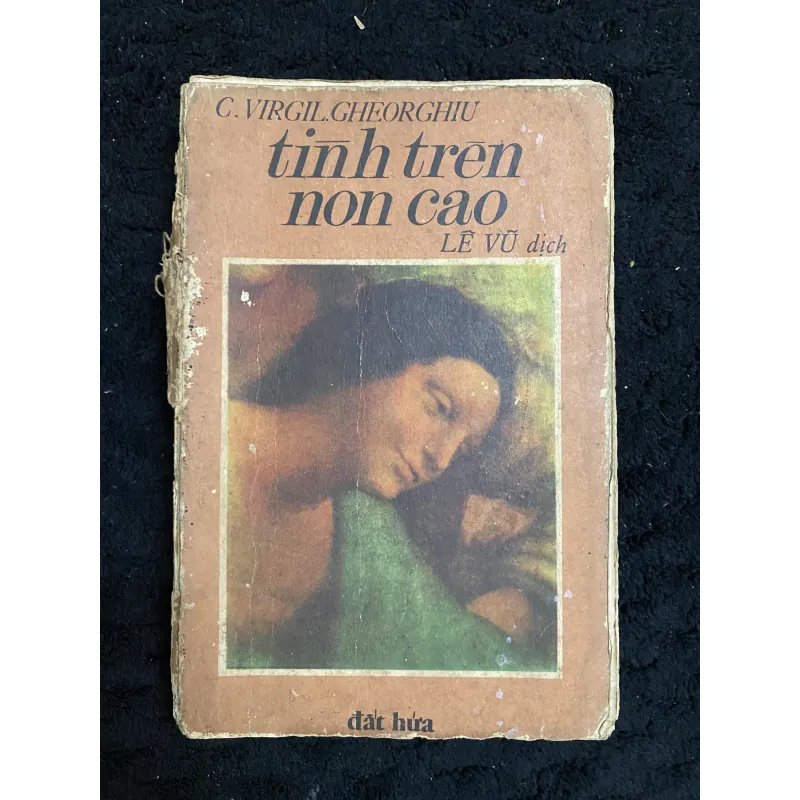 C. VIRGIL.GHEORGHIU
tình trên
non cao
LÊ VŨ dịch
đất hứa